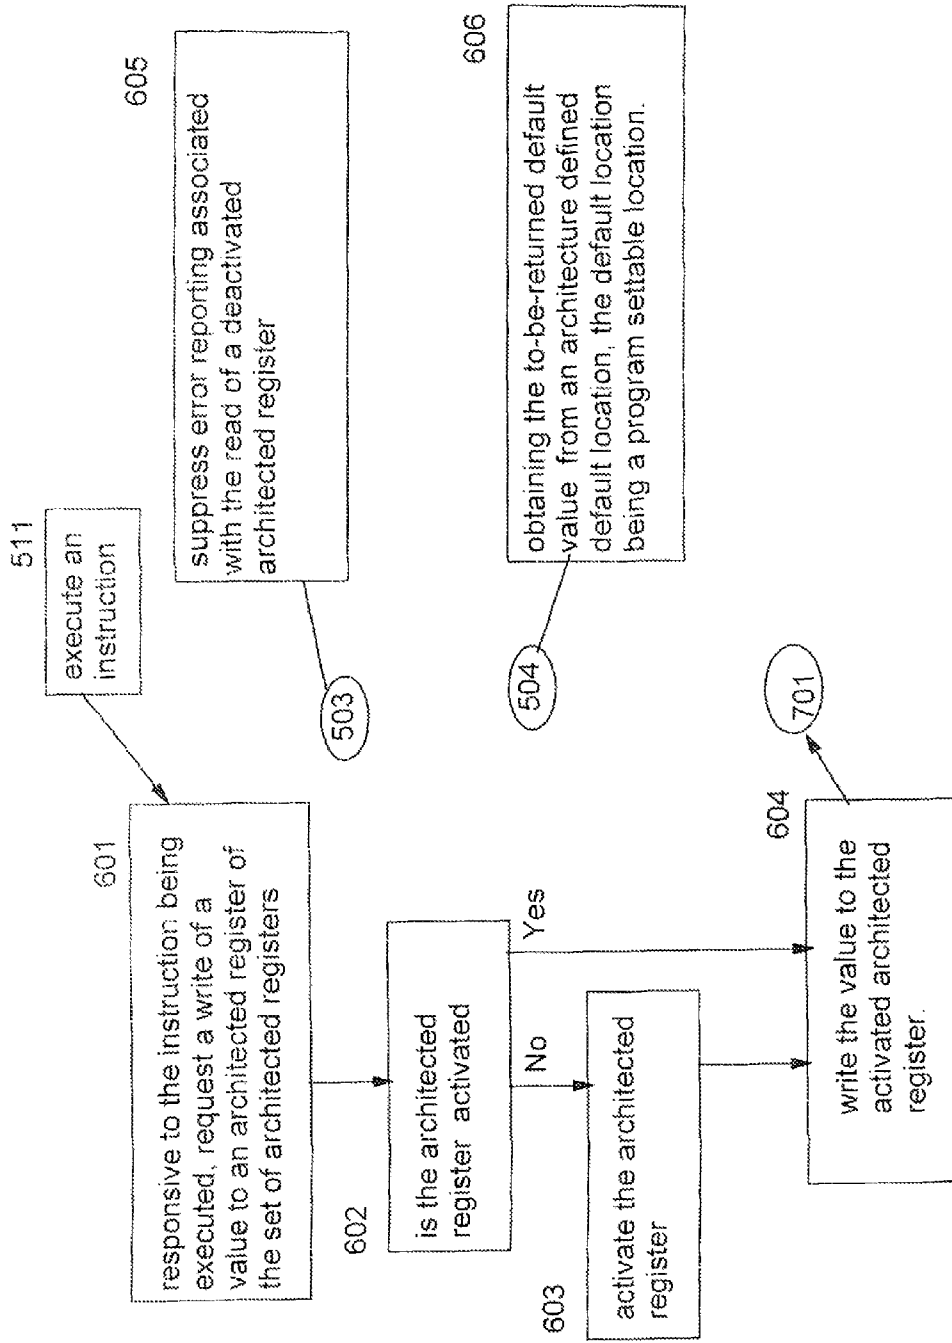 511
execute an
instruction
601
responsive to the instruction being
executed, request a write of a
value to an architected register of
the set of architected registers
602
is the architected
register activated
No
Yes
603
activate the architected
register
604
write the value to the
activated architected
register.
701
605
suppress error reporting associated
with the read of a deactivated
architected register
503
606
obtaining the to-be-returned default
value from an architecture defined
default location, the default location
being a program settable location.
504